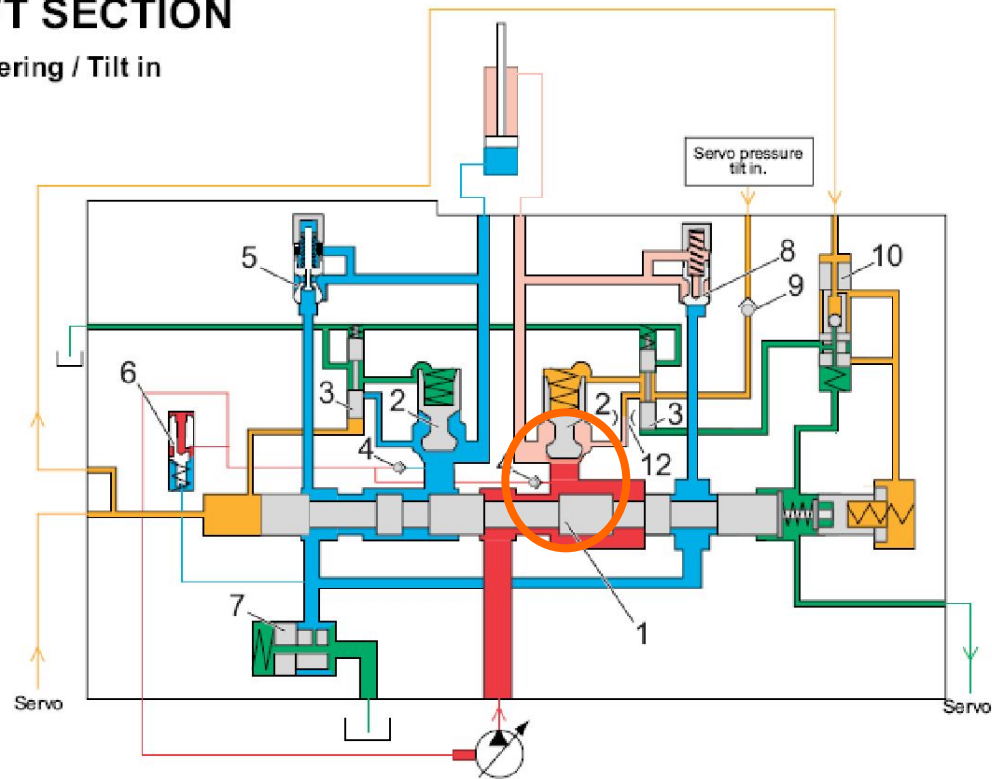 T SECTION
ering / Tilt in
Servo pressure
tilt in.
5
8
10
9
6
3
2
2
3
4
4
12
7
1
Servo
Servo